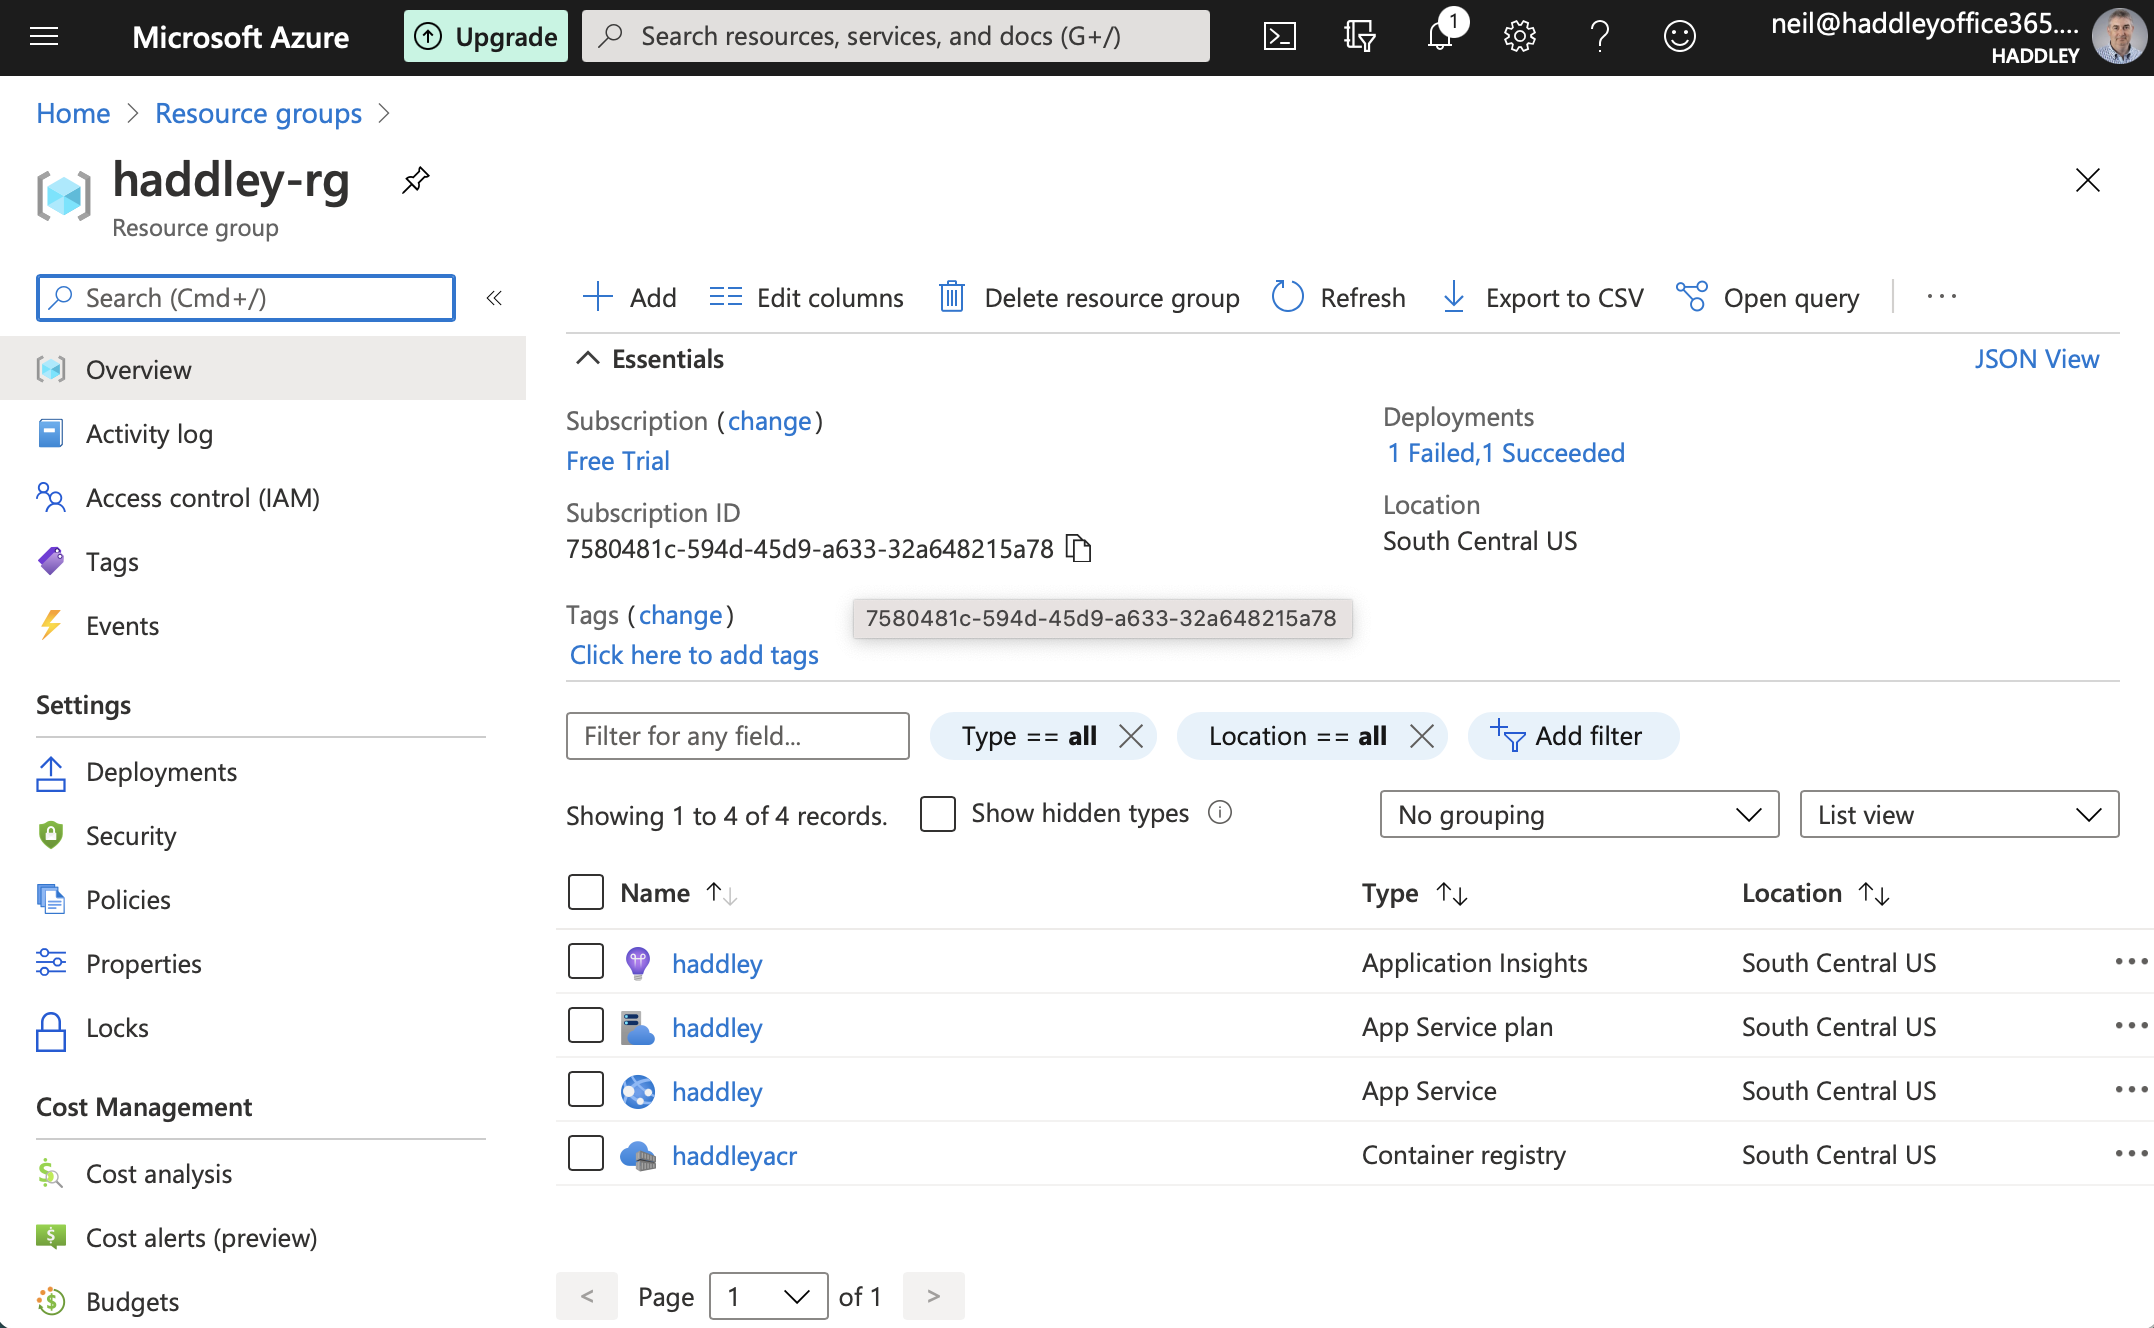 Microsoft Azure
Upgrade
Search resources, services, and docs (G+/)
1
neil@haddleyoffice365....
HADDLEY
Home > Resource groups >
haddley-rg
Resource group
Search (Cmd+/)
«
Overview
Activity log
Access control (IAM)
Tags
Events
Settings
Deployments
Security
Policies
Properties
Locks
Cost Management
Cost analysis
Cost alerts (preview)
Budgets
Add
Edit columns
Delete resource group
Refresh
Export to CSV
Open query
...
Essentials
JSON View
Subscription (change)
Free Trial
Subscription ID
7580481c-594d-45d9-a633-32a648215a78
Deployments
1 Failed,1 Succeeded
Location
South Central US
Tags (change)
Click here to add tags
7580481c-594d-45d9-a633-32a648215a78
Filter for any field...
Type == all
Location == all
Add filter
Showing 1 to 4 of 4 records.
Show hidden types
No grouping
List view
Name Type Location
haddley Application Insights South Central US
haddley App Service plan South Central US
haddley App Service South Central US
haddleyacr Container registry South Central US
< Page 1 of 1 >